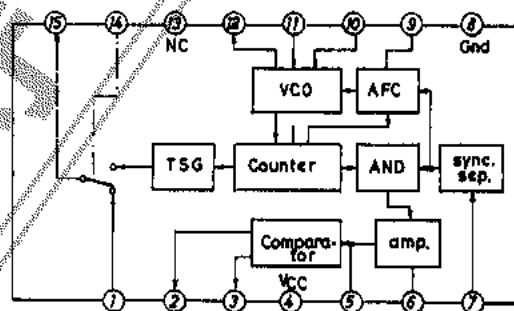 15 14 13 12 11 10 9 8
NC Gnd
VCO AFC
TSG Counter AND sync. sep.
Compara-
tor
amp.
VCC
1 2 3 4 5 6 7